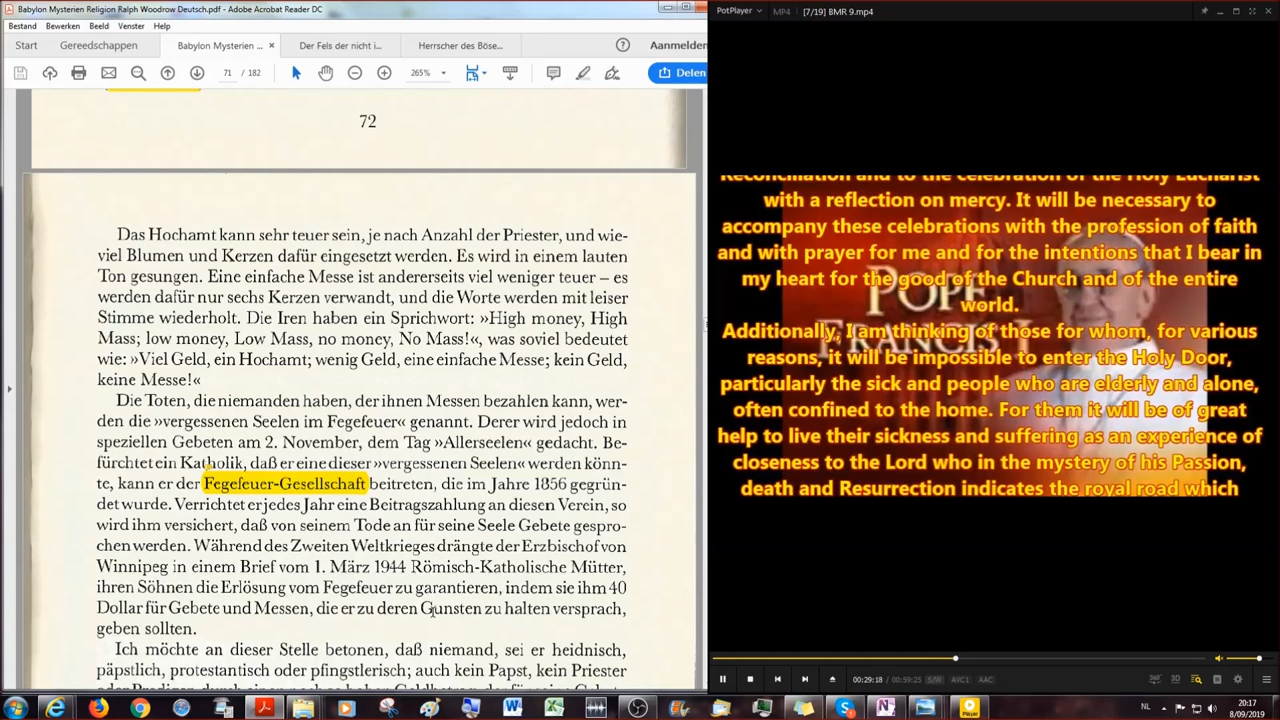 Babylon Mysterien Religion Ralph Woodrow Deutsch.pdf - Adobe Acrobat Reader DC
Bestand Bewerken Beeld Venster Help
Start Gereedschappen Babylon Mysterien ... × Der Fels der nicht i... Herrscher des Böse... Aanmelden
71 / 182 265% Delen
72
Das Hochamt kann sehr teuer sein, je nach Anzahl der Priester, und wie-
viel Blumen und Kerzen dafür eingesetzt werden. Es wird in einem lauten
Ton gesungen. Eine einfache Messe ist andererseits viel weniger teuer – es
werden dafür nur sechs Kerzen verwandt, und die Worte werden mit leiser
Stimme wiederholt. Die Iren haben ein Sprichwort: »High money, High
Mass; low money, Low Mass, no money, No Mass!«, was soviel bedeutet
wie: »Viel Geld, ein Hochamt; wenig Geld, eine einfache Messe; kein Geld,
keine Messe!«
Die Toten, die niemanden haben, der ihnen Messen bezahlen kann, wer-
den die »vergessenen Seelen im Fegefeuer« genannt. Derer wird jedoch in
speziellen Gebeten am 2. November, dem Tag »Allerseelen« gedacht. Be-
fürchtet ein Katholik, daß er eine dieser »vergessenen Seelen« werden könn-
te, kann er der Fegefeuer-Gesellschaft beitreten, die im Jahre 1856 gegrün-
det wurde. Verrichtet er jedes Jahr eine Beitragszahlung an diesen Verein, so
wird ihm versichert, daß von seinem Tode an für seine Seele Gebete gespro-
chen werden. Während des Zweiten Weltkrieges drängte der Erzbischof von
Winnipeg in einem Brief vom 1. März 1944 Römisch-Katholische Mütter,
ihren Söhnen die Erlösung vom Fegefeuer zu garantieren, indem sie ihm 40
Dollar für Gebete und Messen, die er zu deren Gunsten zu halten versprach,
geben sollten.
Ich möchte an dieser Stelle betonen, daß niemand, sei er heidnisch,
päpstlich, protestantisch oder pfingstlerisch; auch kein Papst, kein Priester
PotPlayer MP4 [7/19] BMR 9.mp4
Reconciliation and to the celebration of the Holy Eucharist
with a reflection on mercy. It will be necessary to
accompany these celebrations with the profession of faith
and with prayer for me and for the intentions that I bear in
my heart for the good of the Church and of the entire
world.
Additionally, I am thinking of those for whom, for various
reasons, it will be impossible to enter the Holy Door,
particularly the sick and people who are elderly and alone,
often confined to the home. For them it will be of great
help to live their sickness and suffering as an experience of
closeness to the Lord who in the mystery of his Passion,
death and Resurrection indicates the royal road which
POPE
FRANCIS I
00:29:18 / 00:59:25 S/W AVC1 AAC
360° 3D
NL 20:17
8/09/2019